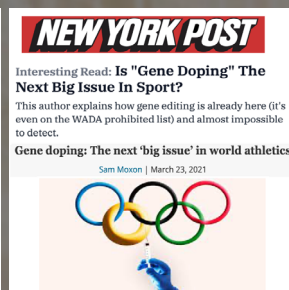 NEW YORK POST
Interesting Read: Is "Gene Doping" The
Next Big Issue In Sport?
This author explains how gene editing is already here (it's
even on the WADA prohibited list) and almost impossible
to detect.
Gene doping: The next ‘big issue’ in world athletics
Sam Moxon | March 23, 2021